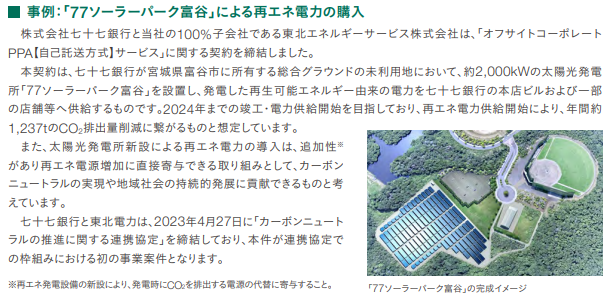 ■ 事例：「77ソーラーパーク富谷」による再エネ電力の購入
株式会社七十七銀行と当社の100％子会社である東北エネルギーサービス株式会社は、「オフサイトコーポレート
PPA【自己託送方式】サービス」に関する契約を締結しました。
本契約は、七十七銀行が宮城県富谷市に所有する総合グラウンドの未利用地において、約2,000kWの太陽光発電
所「77ソーラーパーク富谷」を設置し、発電した再生可能エネルギー由来の電力を七十七銀行の本店ビルおよび一部
の店舗等へ供給するものです。2024年までの竣工・電力供給開始を目指しており、再エネ電力供給開始により、年間約
1,237tのCO₂排出量削減に繋がるものと想定しています。
また、太陽光発電所新設による再エネ電力の導入は、追加性※
があり再エネ電源増加に直接寄与できる取り組みとして、カーボン
ニュートラルの実現や地域社会の持続的発展に貢献できるものと考
えています。
七十七銀行と東北電力は、2023年4月27日に「カーボンニュート
ラルの推進に関する連携協定」を締結しており、本件が連携協定で
の枠組みにおける初の事業案件となります。
※再エネ発電設備の新設により、発電時にCO₂を排出する電源の代替に寄与すること。
「77ソーラーパーク富谷」の完成イメージ